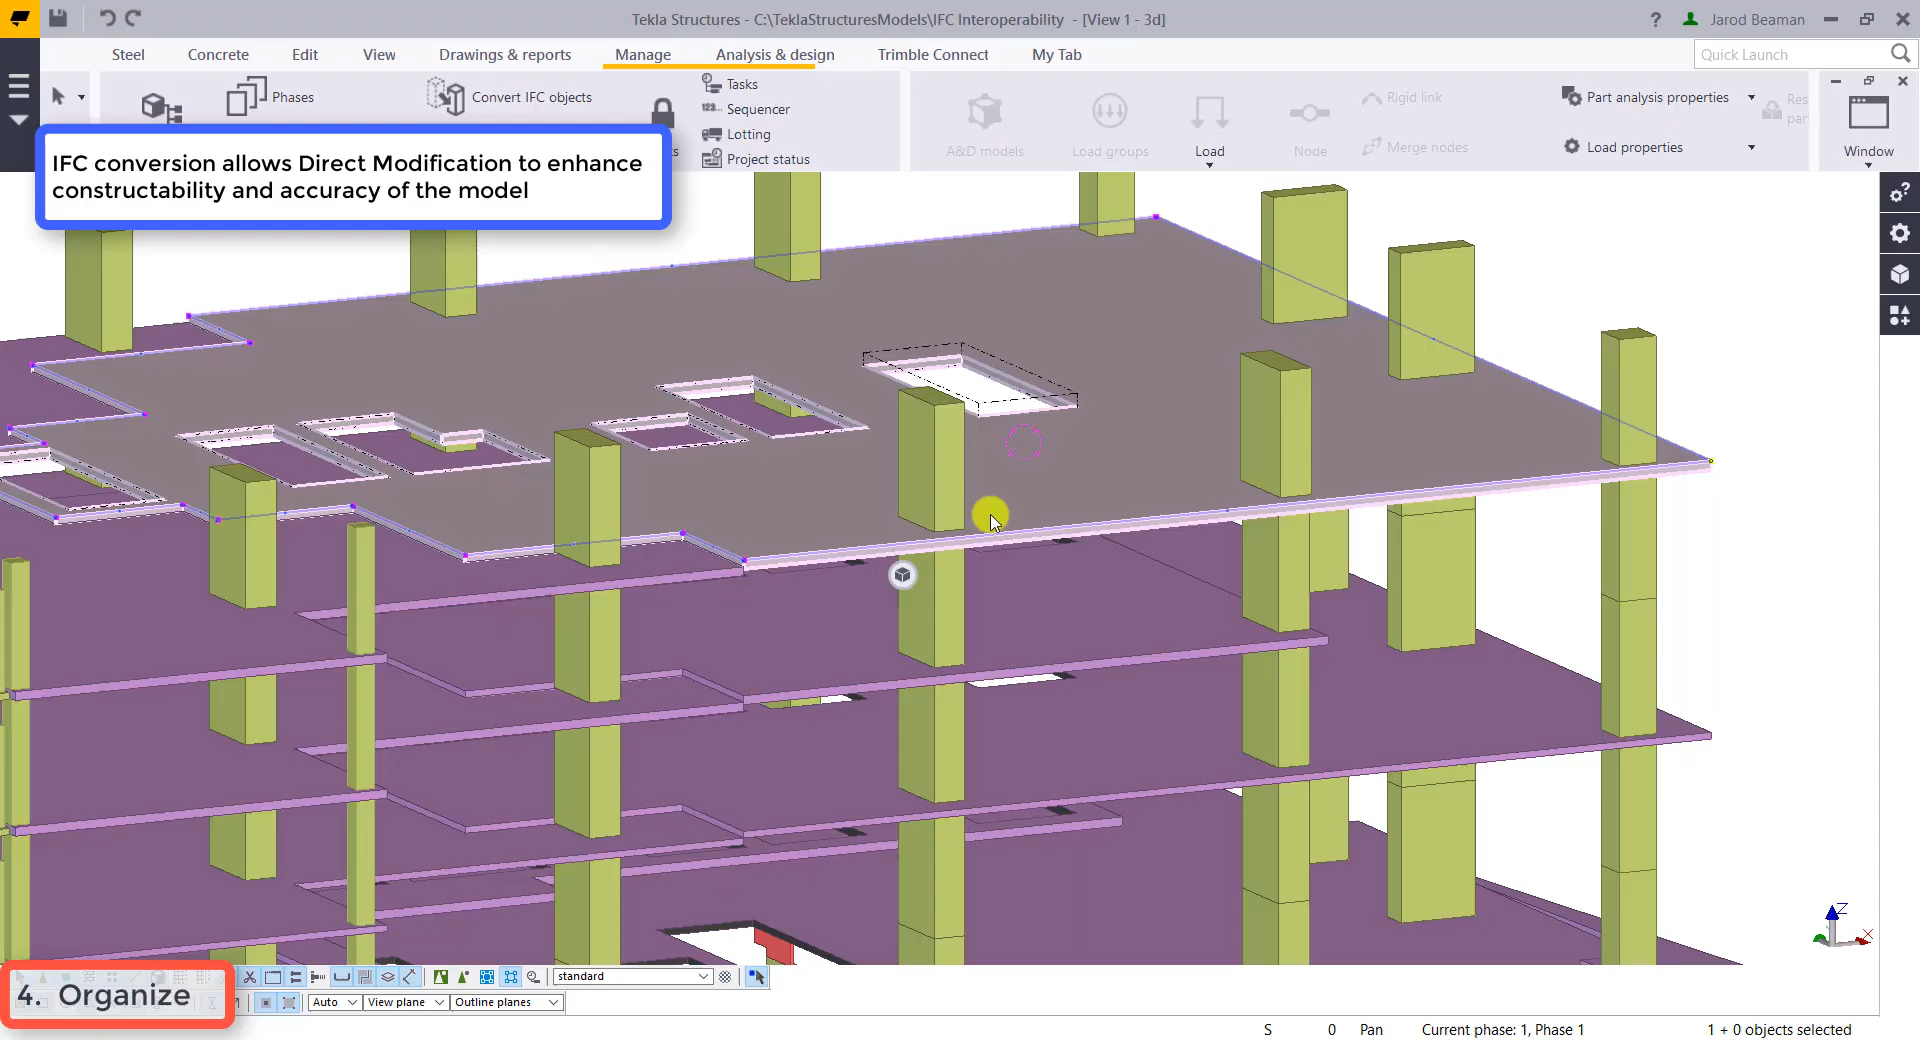 Tekla Structures - C:\TeklaStructuresModels\IFC Interoperability - [View 1 - 3d]
? Jarod Beaman
Steel Concrete Edit View Drawings & reports Manage Analysis & design Trimble Connect My Tab
Quick Launch
Phases
Convert IFC objects
Tasks
Sequencer
Lotting
Project status
A&D models
Load groups
Load
Node
Rigid link
Merge nodes
Part analysis properties
Load properties
Window
IFC conversion allows Direct Modification to enhance
constructability and accuracy of the model
Z
X
standard
4. Organize
Auto View plane Outline planes
S 0 Pan Current phase: 1, Phase 1 1 + 0 objects selected